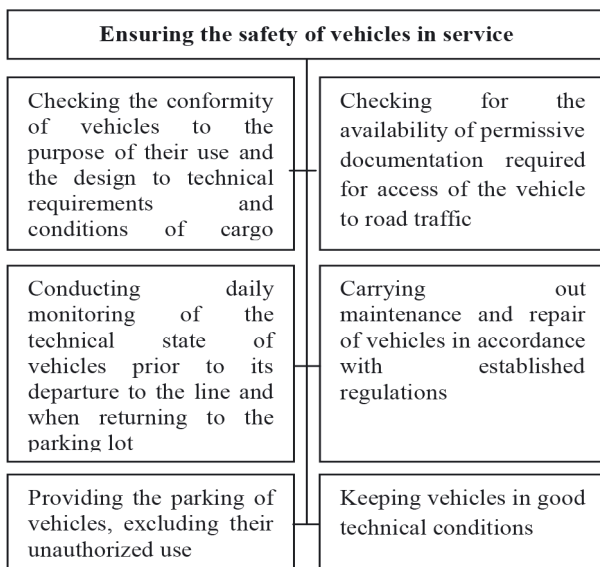 Ensuring the safety of vehicles in service
Checking the conformity
of vehicles to the
purpose of their use and
the design to technical
requirements and
conditions of cargo
Checking for the
availability of permissive
documentation required
for access of the vehicle
to road traffic
Conducting daily
monitoring of the
technical state of
vehicles prior to its
departure to the line and
when returning to the
parking lot
Carrying out
maintenance and repair
of vehicles in accordance
with established
regulations
Providing the parking of
vehicles, excluding their
unauthorized use
Keeping vehicles in good
technical conditions